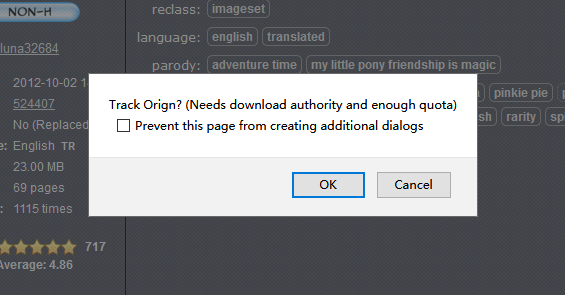 NON-H
luna32684
2012-10-02 1
524407
No (Replaced
English TR
23.00 MB
69 pages
1115 times
717
Average: 4.86
reclass: imageset
language: english translated
parody: adventure time my little pony friendship is magic
pinkie pie
rarity
Track Orign? (Needs download authority and enough quota)
Prevent this page from creating additional dialogs
OK Cancel